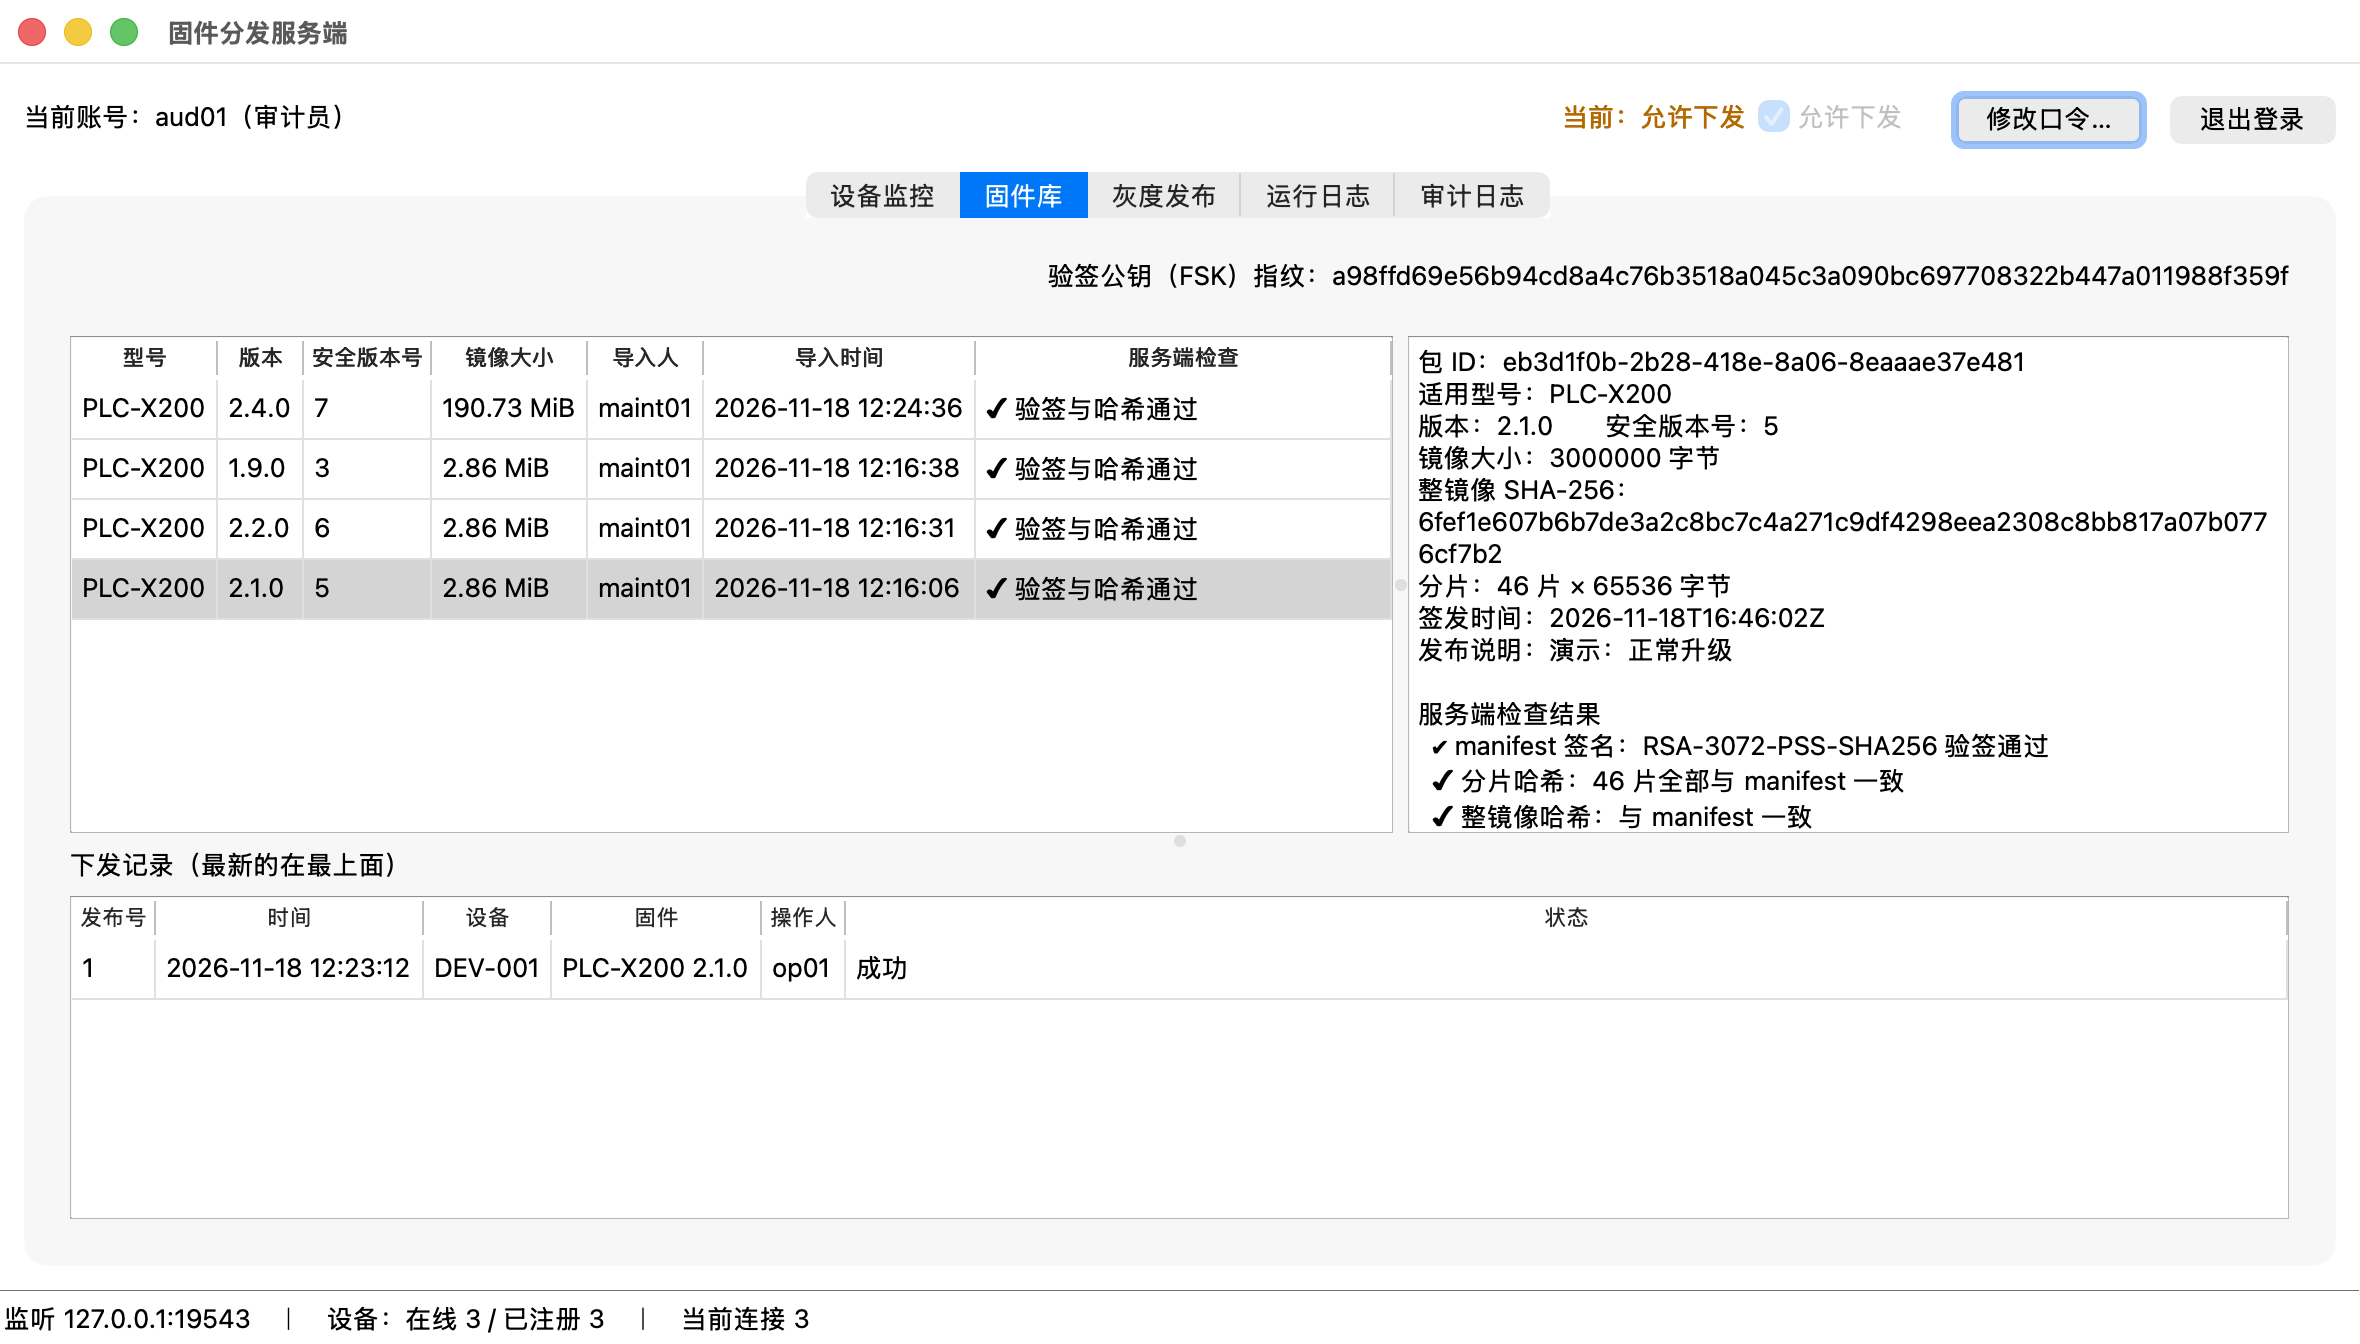 固件分发服务端
当前账号：aud01（审计员）
当前：允许下发 允许下发 修改口令... 退出登录
设备监控 固件库 灰度发布 运行日志 审计日志
验签公钥（FSK）指纹：a98ffd69e56b94cd8a4c76b3518a045c3a090bc697708322b447a011988f359f
型号 版本 安全版本号 镜像大小 导入人 导入时间 服务端检查
PLC-X200 2.4.0 7 190.73 MiB maint01 2026-11-18 12:24:36 ✔ 验签与哈希通过
PLC-X200 1.9.0 3 2.86 MiB maint01 2026-11-18 12:16:38 ✔ 验签与哈希通过
PLC-X200 2.2.0 6 2.86 MiB maint01 2026-11-18 12:16:31 ✔ 验签与哈希通过
PLC-X200 2.1.0 5 2.86 MiB maint01 2026-11-18 12:16:06 ✔ 验签与哈希通过
包 ID：eb3d1f0b-2b28-418e-8a06-8eaaae37e481
适用型号：PLC-X200
版本：2.1.0 安全版本号：5
镜像大小：3000000 字节
整镜像 SHA-256：
6fef1e607b6b7de3a2c8bc7c4a271c9df4298eea2308c8bb817a07b077
6cf7b2
分片：46 片 × 65536 字节
签发时间：2026-11-18T16:46:02Z
发布说明：演示：正常升级
服务端检查结果
✔ manifest 签名：RSA-3072-PSS-SHA256 验签通过
✔ 分片哈希：46 片全部与 manifest 一致
✔ 整镜像哈希：与 manifest 一致
下发记录（最新的在最上面）
发布号 时间 设备 固件 操作人 状态
1 2026-11-18 12:23:12 DEV-001 PLC-X200 2.1.0 op01 成功
监听 127.0.0.1:19543 | 设备：在线 3 / 已注册 3 | 当前连接 3